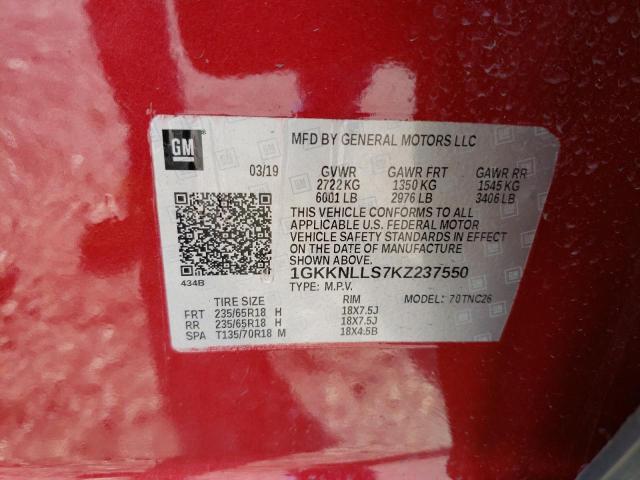 GM
MFD BY GENERAL MOTORS LLC
03/19 GVWR GAWR FRT GAWR RR
2722 KG 1350 KG 1545 KG
6001 LB 2976 LB 3406 LB
THIS VEHICLE CONFORMS TO ALL
APPLICABLE U.S. FEDERAL MOTOR
VEHICLE SAFETY STANDARDS IN EFFECT
ON THE DATE OF MANUFACTURE
SHOWN ABOVE.
1GKKNLLS7KZ237550
434B
TYPE: M.P.V.
TIRE SIZE RIM MODEL: 70TNC26
FRT 235/65R18 H 18X7.5J
RR 235/65R18 H 18X7.5J
SPA T135/70R18 M 18X4.5B